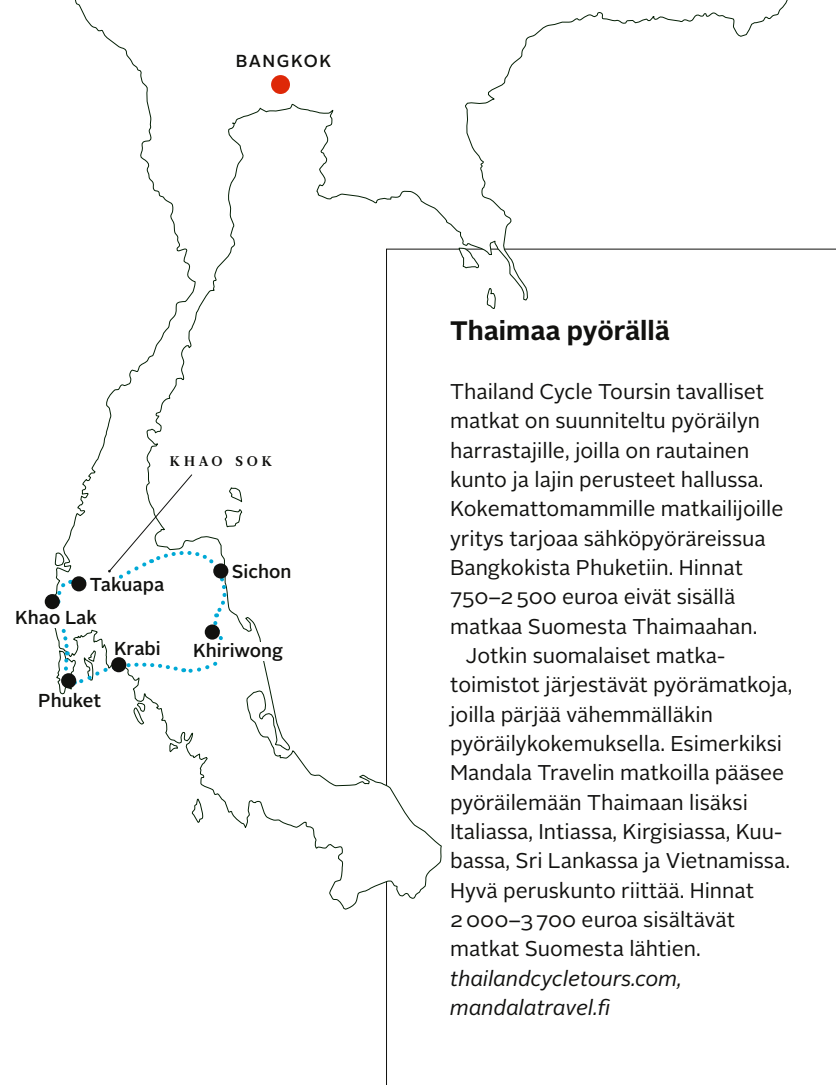 BANGKOK
KHAO SOK
Takuapa
Sichon
Khao Lak
Krabi
Khiriwong
Phuket
Thaimaa pyörällä
Thailand Cycle Toursin tavalliset
matkat on suunniteltu pyöräilyn
harrastajille, joilla on rautainen
kunto ja lajin perusteet hallussa.
Kokemattomammille matkailijoille
yritys tarjoaa sähköpyöräreissua
Bangkokista Phuketiin. Hinnat
750–2 500 euroa eivät sisällä
matkaa Suomesta Thaimaahan.
Jotkin suomalaiset matka-
toimistot järjestävät pyörämatkoja,
joilla pärjää vähemmälläkin
pyöräilykokemuksella. Esimerkiksi
Mandala Travelin matkoilla pääsee
pyöräilemään Thaimaan lisäksi
Italiassa, Intiassa, Kirgisiassa, Kuu-
bassa, Sri Lankassa ja Vietnamissa.
Hyvä peruskunto riittää. Hinnat
2 000–3 700 euroa sisältävät
matkat Suomesta lähtien.
thailandcycletours.com,
mandalatravel.fi